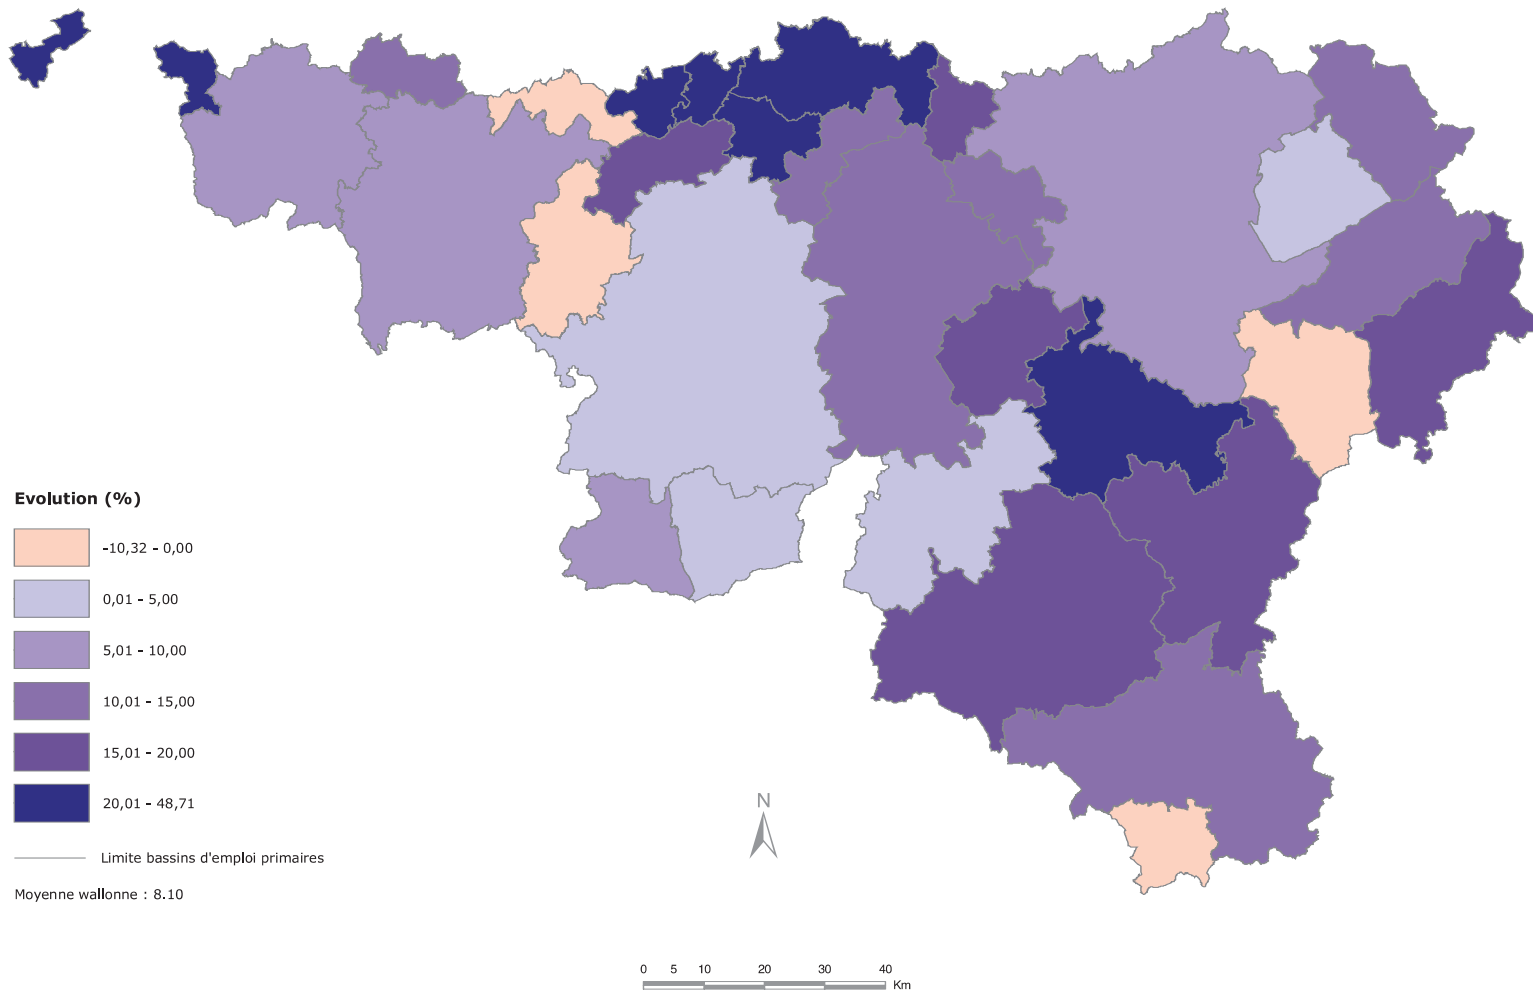 Evolution (%)
-10,32 - 0,00
0,01 - 5,00
5,01 - 10,00
10,01 - 15,00
15,01 - 20,00
20,01 - 48,71
Limite bassins d'emploi primaires
Moyenne wallonne : 8.10
N
0 5 10 20 30 40
Km